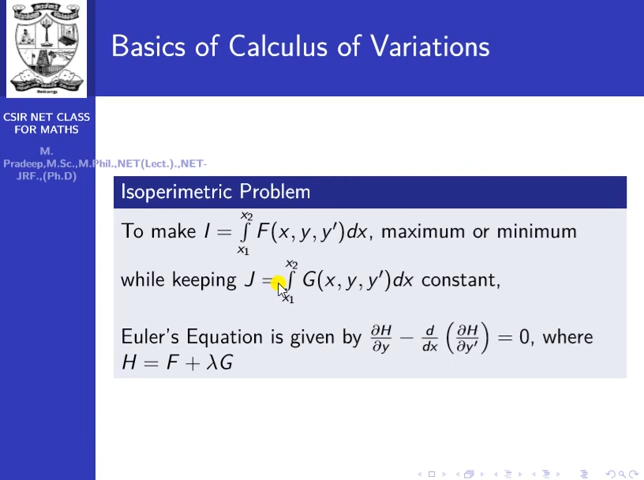 Basics of Calculus of Variations
CSIR NET CLASS
FOR MATHS
M.
Pradeep,M.Sc.,M.Phil.,NET(Lect.).,NET-
JRF.,(Ph.D)
Isoperimetric Problem
To make I = ∫_{x₁}^{x₂} F(x, y, y′)dx, maximum or minimum
while keeping J = ∫_{x₁}^{x₂} G(x, y, y′)dx constant,
Euler's Equation is given by ∂H/∂y − d/dx (∂H/∂y′) = 0, where
H = F + λG